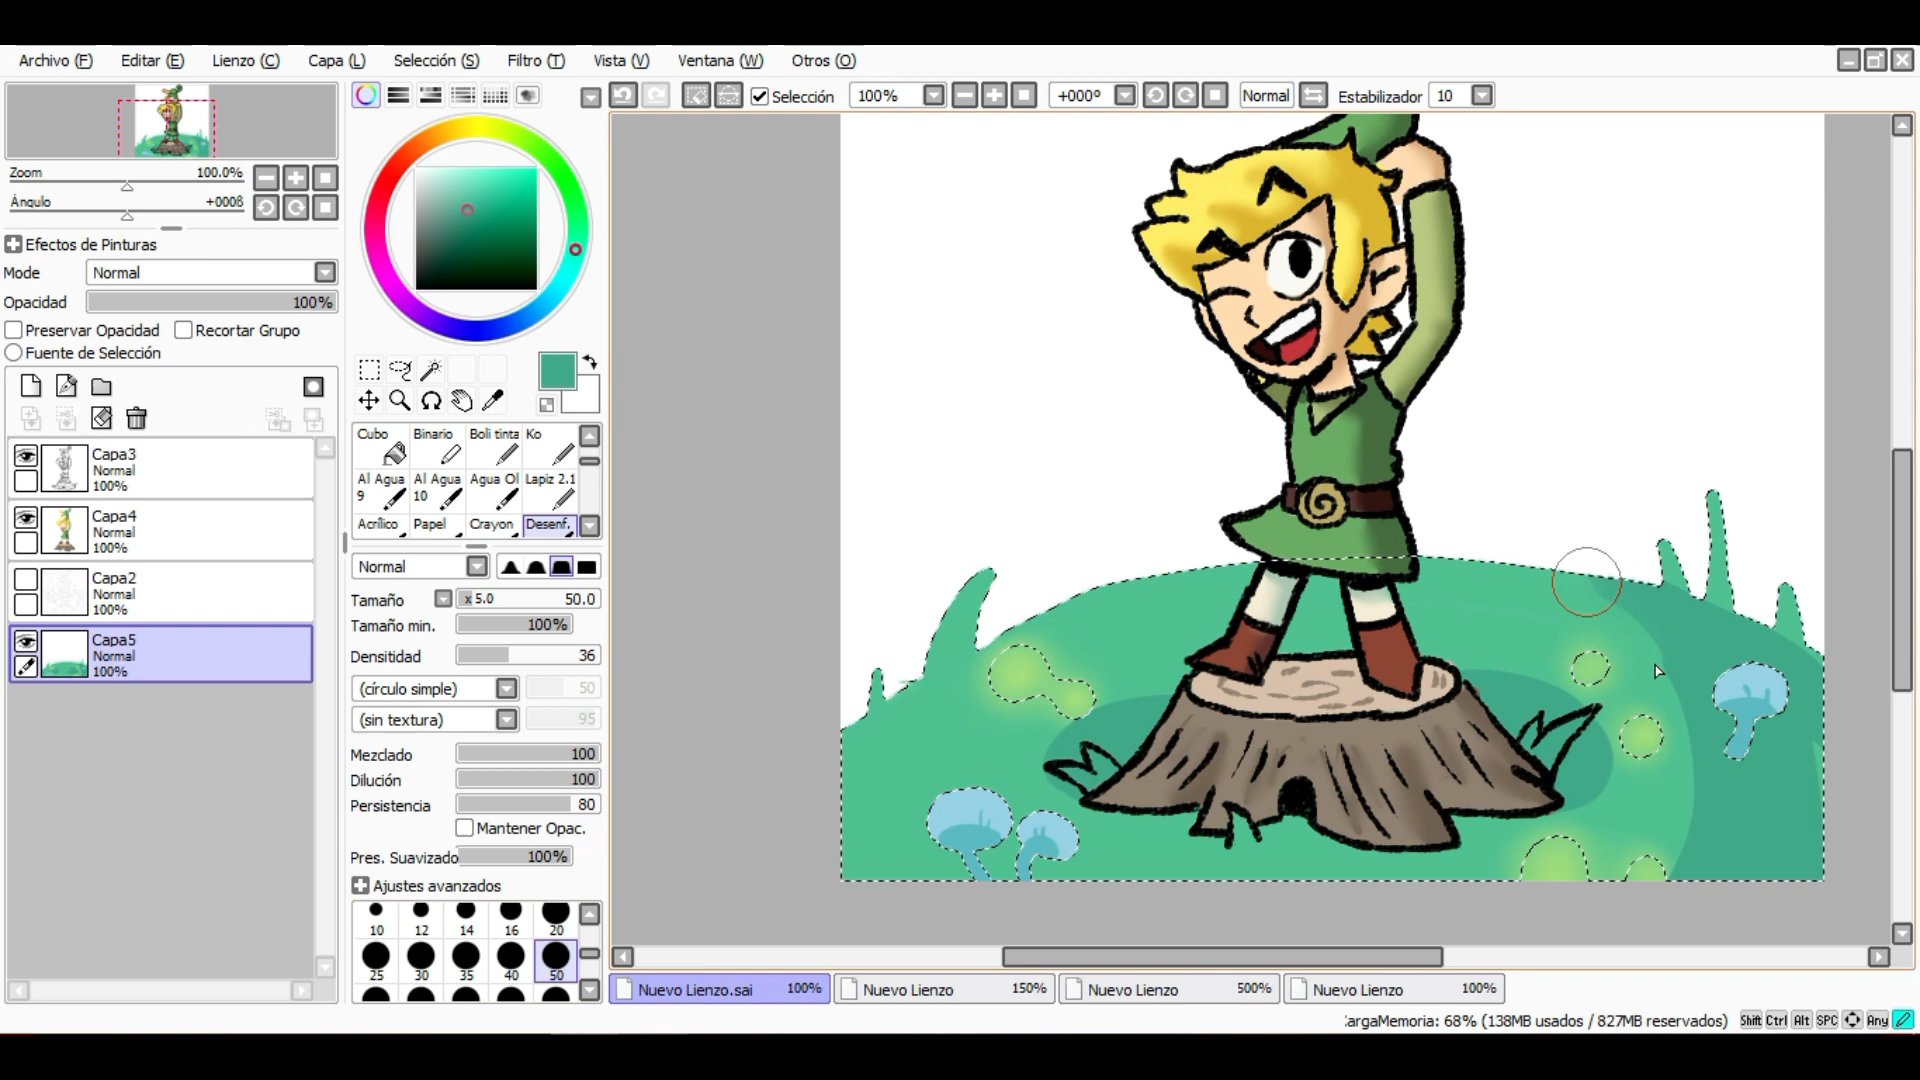 Archivo (F) Editar (E) Lienzo (C) Capa (L) Selección (S) Filtro (T) Vista (V) Ventana (W) Otros (O)
Selección 100% +000º Normal Estabilizador 10
Zoom 100.0%
Ángulo +000ß
Efectos de Pinturas
Mode Normal
Opacidad 100%
Preservar Opacidad Recortar Grupo
Fuente de Selección
Capa3
Normal
100%
Capa4
Normal
100%
Capa2
Normal
100%
Capa5
Normal
100%
Cubo Binario Boli tinta Ko
Al Agua 9 Al Agua 10 Agua Ol Lapiz 2.1
Acrílico Papel Crayon Desenf.
Normal
Tamaño x 5.0 50.0
Tamaño min. 100%
Densitidad 36
(círculo simple) 50
(sin textura) 95
Mezclado 100
Dilución 100
Persistencia 80
Mantener Opac.
Pres. Suavizado 100%
Ajustes avanzados
10 12 14 16 20
25 30 35 40 50
Nuevo Lienzo.sai 100% Nuevo Lienzo 150% Nuevo Lienzo 500% Nuevo Lienzo 100%
argaMemoria: 68% (138MB usados / 827MB reservados) Shift Ctrl Alt SPC Any